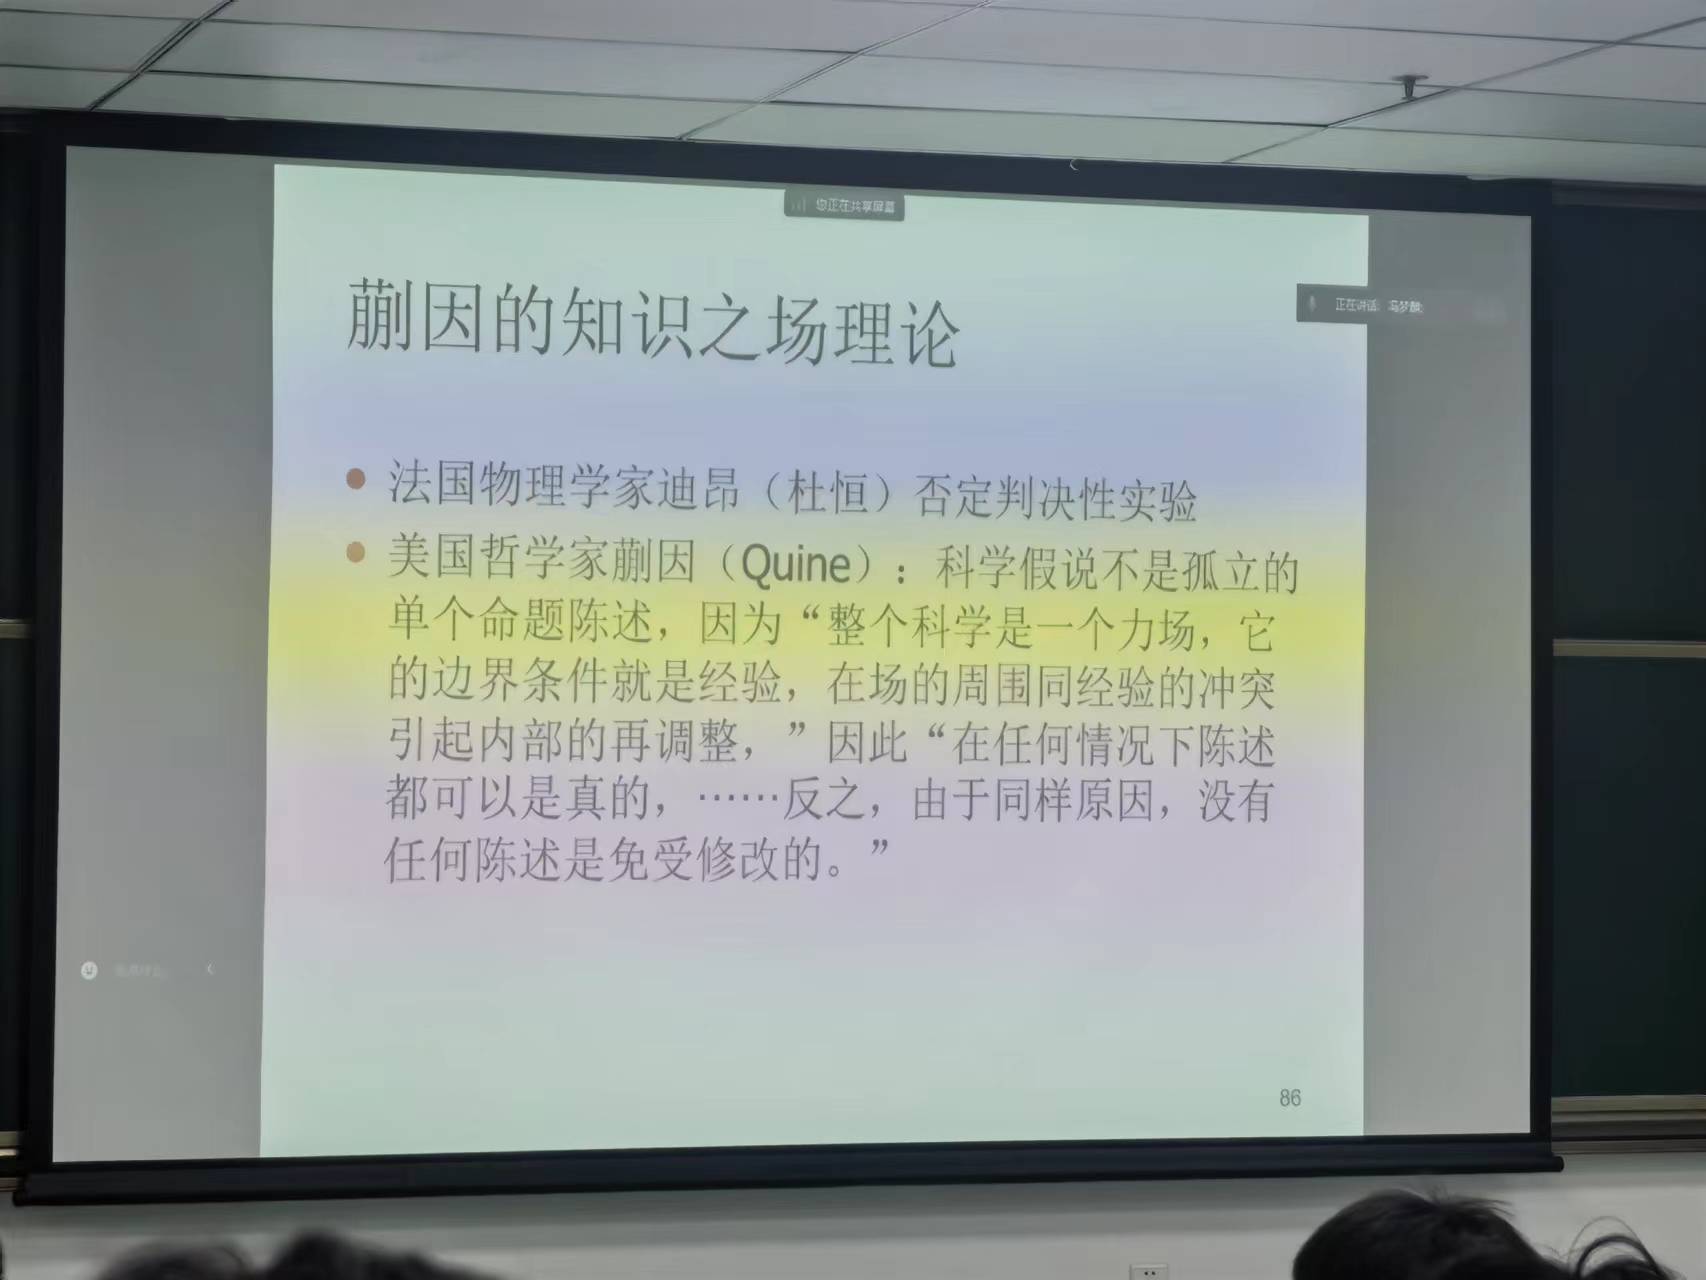 您正在共享屏幕
正在讲话: 冯梦麟;
蒯因的知识之场理论
法国物理学家迪昂（杜恒）否定判决性实验
美国哲学家蒯因（Quine）：科学假说不是孤立的
单个命题陈述，因为“整个科学是一个力场，它
的边界条件就是经验，在场的周围同经验的冲突
引起内部的再调整，”因此“在任何情况下陈述
都可以是真的，……反之，由于同样原因，没有
任何陈述是免受修改的。”
86